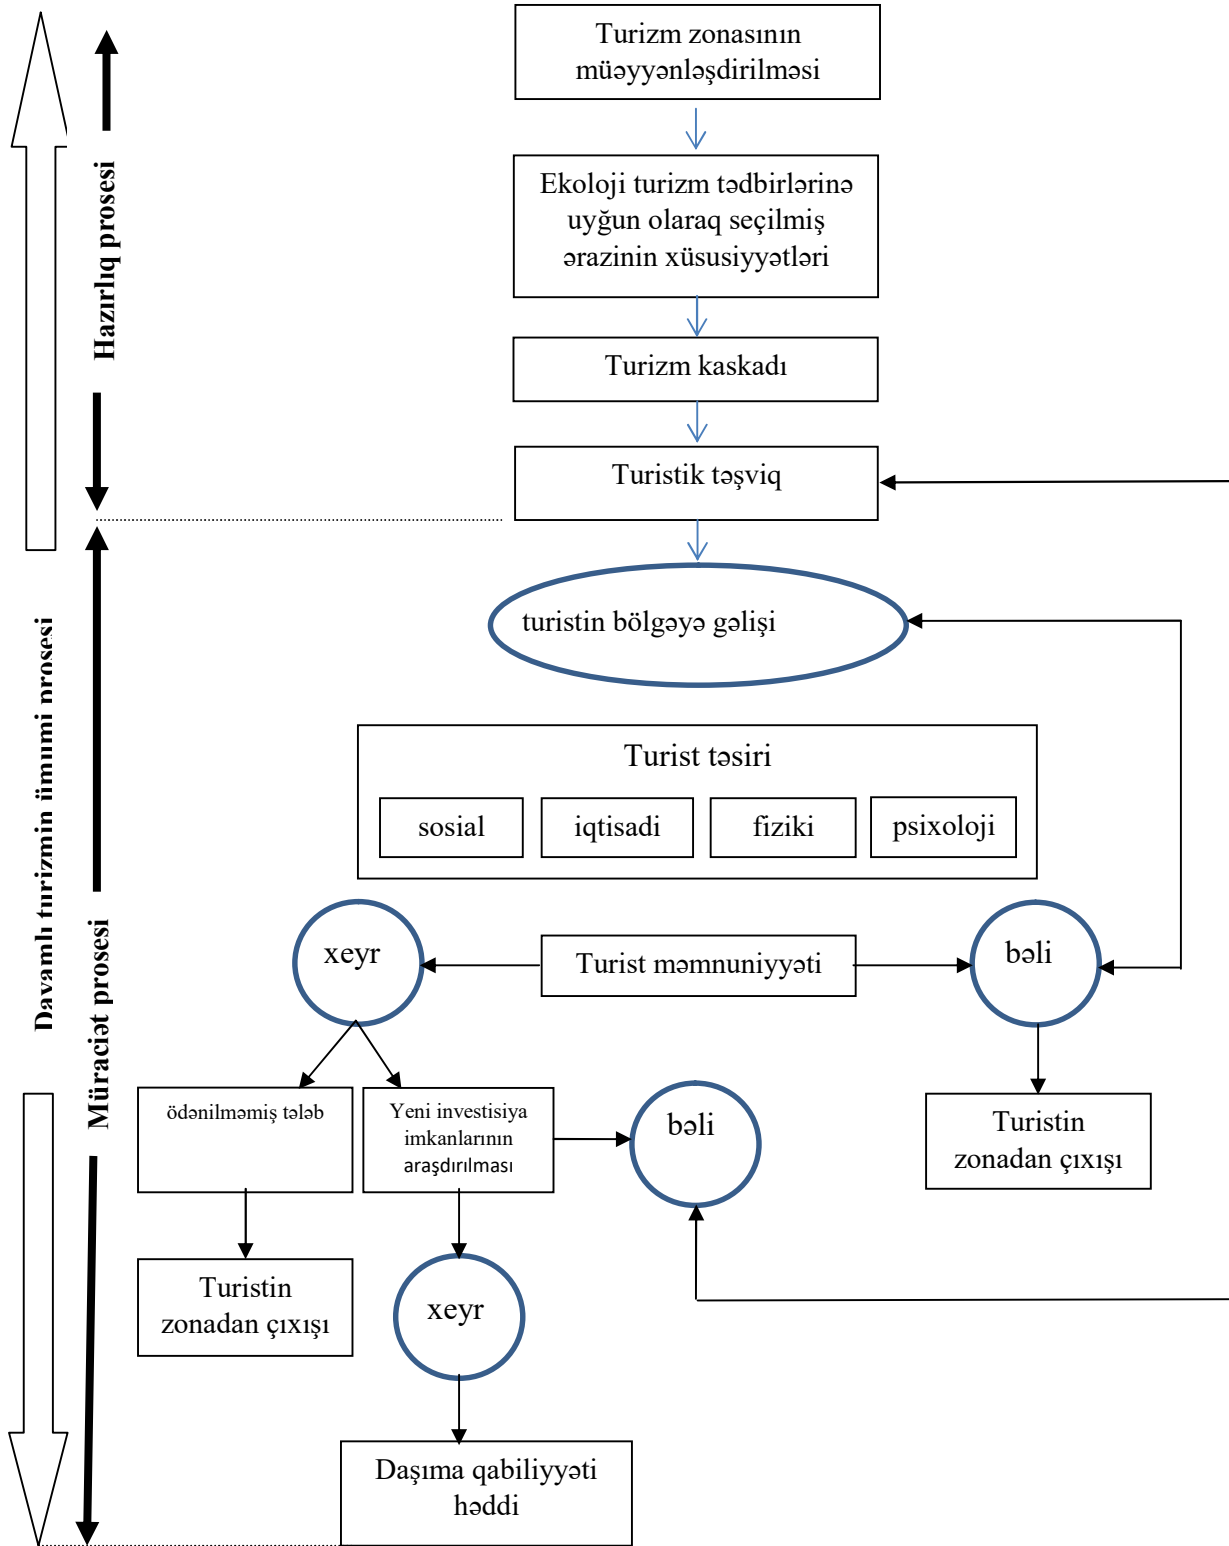 Turizm zonasının
müəyyənləşdirilməsi
Ekoloji turizm tədbirlərinə
uyğun olaraq seçilmiş
ərazinin xüsusiyyətləri
Turizm kaskadı
Turistik təşviq
turistin bölgəyə gəlişi
Turist təsiri
sosial
iqtisadi
fiziki
psixoloji
xeyr
Turist məmnuniyyəti
bəli
ödənilməmiş tələb
Yeni investisiya
imkanlarının
araşdırılması
bəli
Turistin
zonadan çıxışı
Turistin
zonadan çıxışı
xeyr
Daşıma qabiliyyəti
həddi
Hazırlıq prosesi
Davamlı turizmin ümumi prosesi
Müraciət prosesi